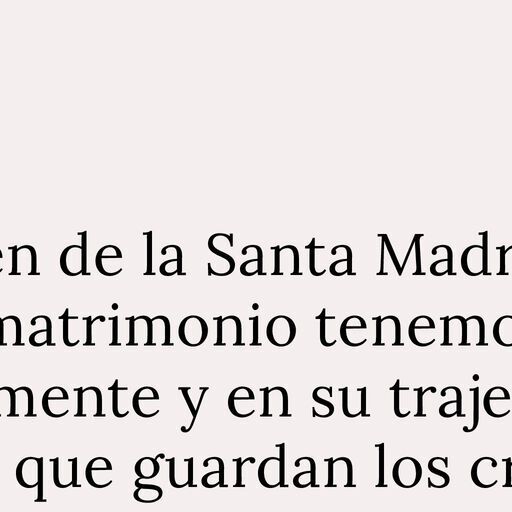 en de la Santa Madr
matrimonio tenemo
mente y en su traje
que guardan los cr